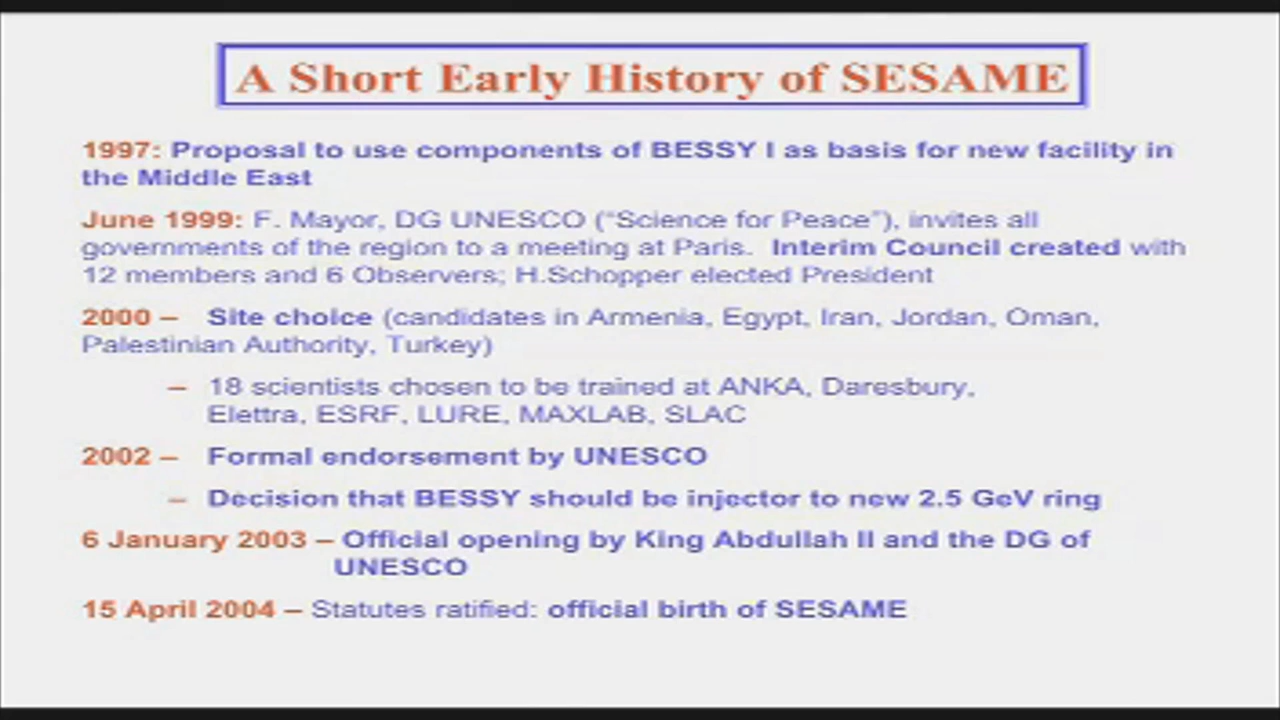 A Short Early History of SESAME
1997: Proposal to use components of BESSY I as basis for new facility in
the Middle East
June 1999: F. Mayor, DG UNESCO (“Science for Peace”), invites all
governments of the region to a meeting at Paris. Interim Council created with
12 members and 6 Observers; H.Schopper elected President
2000 – Site choice (candidates in Armenia, Egypt, Iran, Jordan, Oman,
Palestinian Authority, Turkey)
– 18 scientists chosen to be trained at ANKA, Daresbury,
Elettra, ESRF, LURE, MAXLAB, SLAC
2002 – Formal endorsement by UNESCO
– Decision that BESSY should be injector to new 2.5 GeV ring
6 January 2003 – Official opening by King Abdullah II and the DG of
UNESCO
15 April 2004 – Statutes ratified: official birth of SESAME